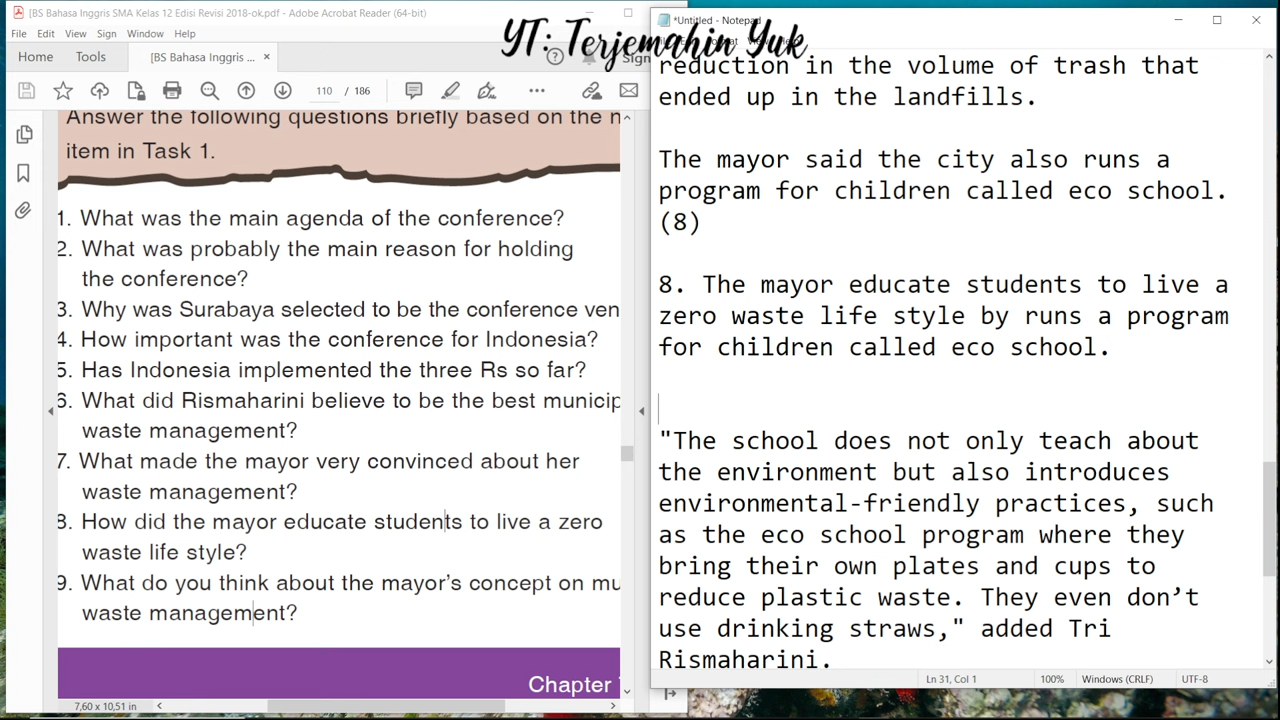 [BS Bahasa Inggris SMA Kelas 12 Edisi Revisi 2018-ok.pdf - Adobe Acrobat Reader (64-bit)
File Edit View Sign Window Help
Home Tools [BS Bahasa Inggris ... × Sign
110 / 186
Answer the following questions briefly based on the n
item in Task 1.
1. What was the main agenda of the conference?
2. What was probably the main reason for holding
the conference?
3. Why was Surabaya selected to be the conference ven
4. How important was the conference for Indonesia?
5. Has Indonesia implemented the three Rs so far?
6. What did Rismaharini believe to be the best municip
waste management?
7. What made the mayor very convinced about her
waste management?
8. How did the mayor educate students to live a zero
waste life style?
9. What do you think about the mayor's concept on mu
waste management?
Chapter
7,60 x 10,51 in
YT: Terjemahin Yuk
*Untitled - Notepad
reduction in the volume of trash that
ended up in the landfills.
The mayor said the city also runs a
program for children called eco school.
(8)
8. The mayor educate students to live a
zero waste life style by runs a program
for children called eco school.
"The school does not only teach about
the environment but also introduces
environmental-friendly practices, such
as the eco school program where they
bring their own plates and cups to
reduce plastic waste. They even don’t
use drinking straws," added Tri
Rismaharini.
Ln 31, Col 1 100% Windows (CRLF) UTF-8